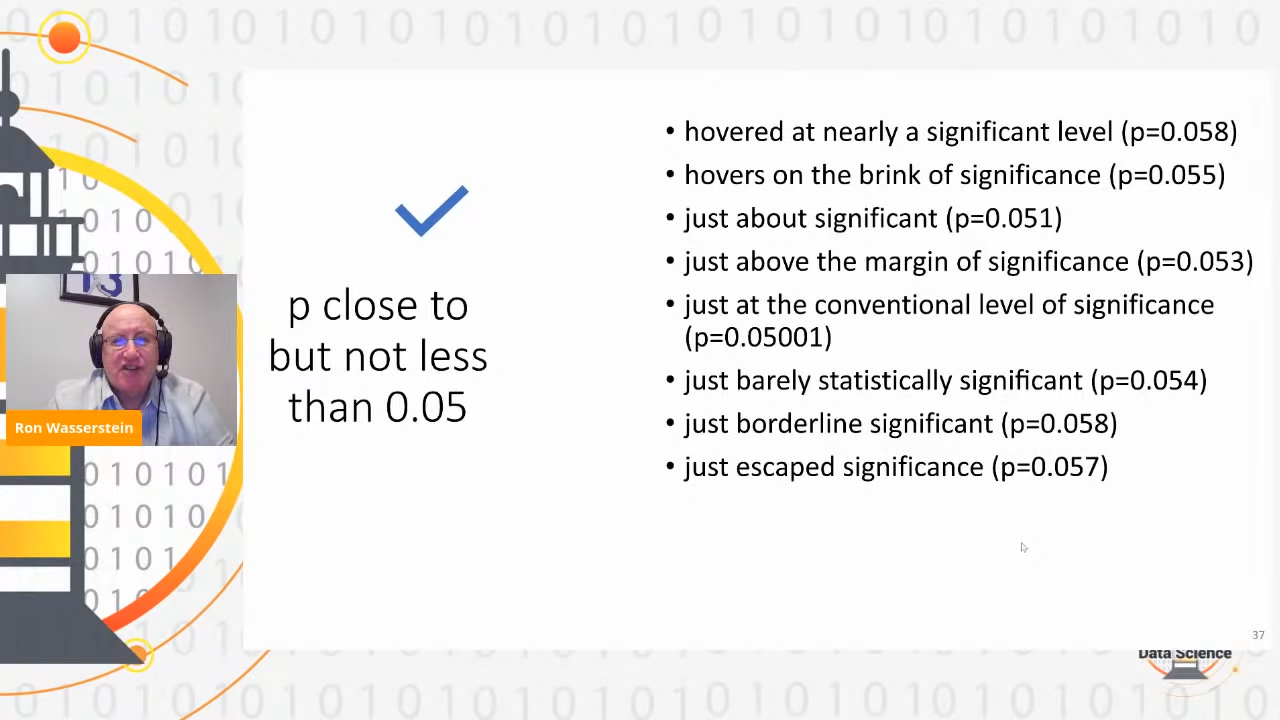 p close to
but not less
than 0.05
• hovered at nearly a significant level (p=0.058)
• hovers on the brink of significance (p=0.055)
• just about significant (p=0.051)
• just above the margin of significance (p=0.053)
• just at the conventional level of significance
(p=0.05001)
• just barely statistically significant (p=0.054)
• just borderline significant (p=0.058)
• just escaped significance (p=0.057)
13
Ron Wasserstein
37
Data Science